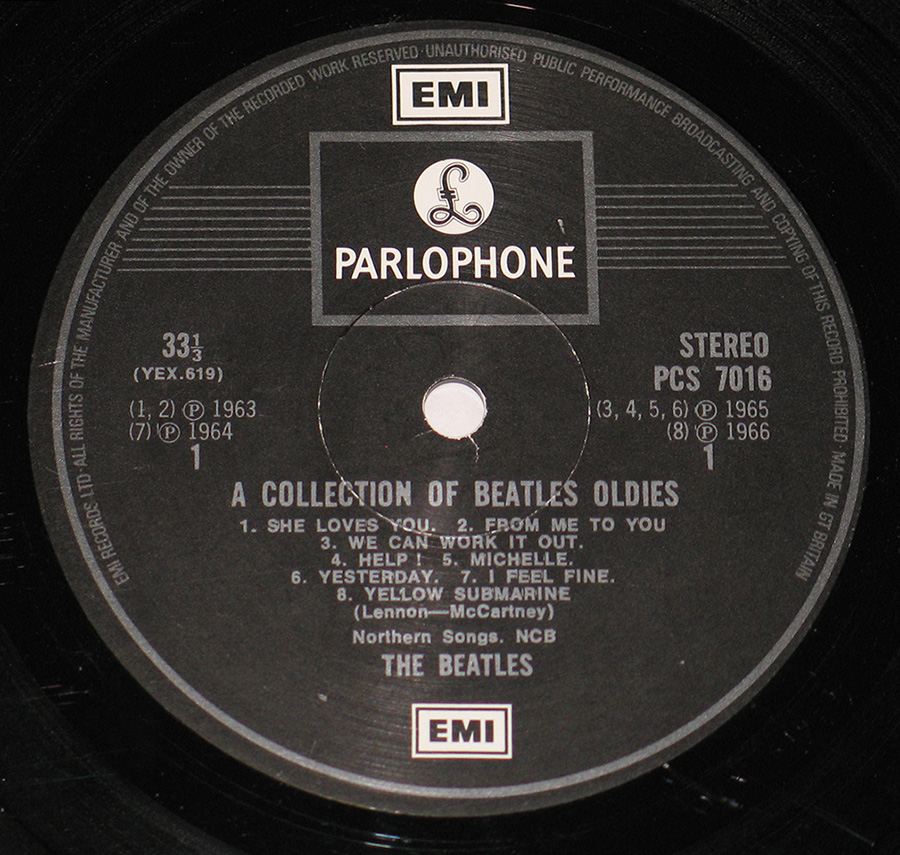 EMI RECORDS LTD · ALL RIGHTS OF THE MANUFACTURER AND OF THE OWNER OF THE RECORDED WORK RESERVED · UNAUTHORISED PUBLIC PERFORMANCE BROADCASTING AND COPYING OF THIS RECORD PROHIBITED · MADE IN GT BRITAIN
EMI
£
PARLOPHONE
33⅓
(YEX.619)
(1, 2) Ⓟ 1963
(7) Ⓟ 1964
1
STEREO
PCS 7016
(3, 4, 5, 6) Ⓟ 1965
(8) Ⓟ 1966
1
A COLLECTION OF BEATLES OLDIES
1. SHE LOVES YOU. 2. FROM ME TO YOU
3. WE CAN WORK IT OUT.
4. HELP! 5. MICHELLE.
6. YESTERDAY. 7. I FEEL FINE.
8. YELLOW SUBMARINE
(Lennon—McCartney)
Northern Songs. NCB
THE BEATLES
EMI